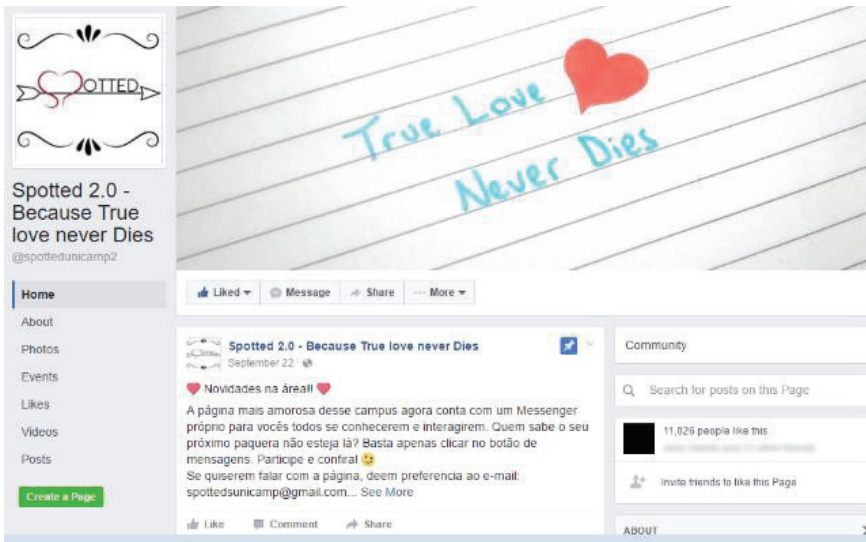 SPOTTED
True Love
Never Dies
Spotted 2.0 -
Because True
love never Dies
@spottedunicamp2
Home
About
Photos
Events
Likes
Videos
Posts
Create a Page
Liked
Message
Share
More
Spotted 2.0 - Because True love never Dies
September 22
Novidades na área!!
A página mais amorosa desse campus agora conta com um Messenger
próprio para vocês todos se conhecerem e interagirem. Quem sabe o seu
próximo paquera não esteja lá? Basta apenas clicar no botão de
mensagens. Participe e confira!
Se quiserem falar com a página, deem preferencia ao e-mail:
spottedsunicamp@gmail.com... See More
Like Comment Share
Community
Search for posts on this Page
11,026 people like this
Invite friends to like this Page
ABOUT